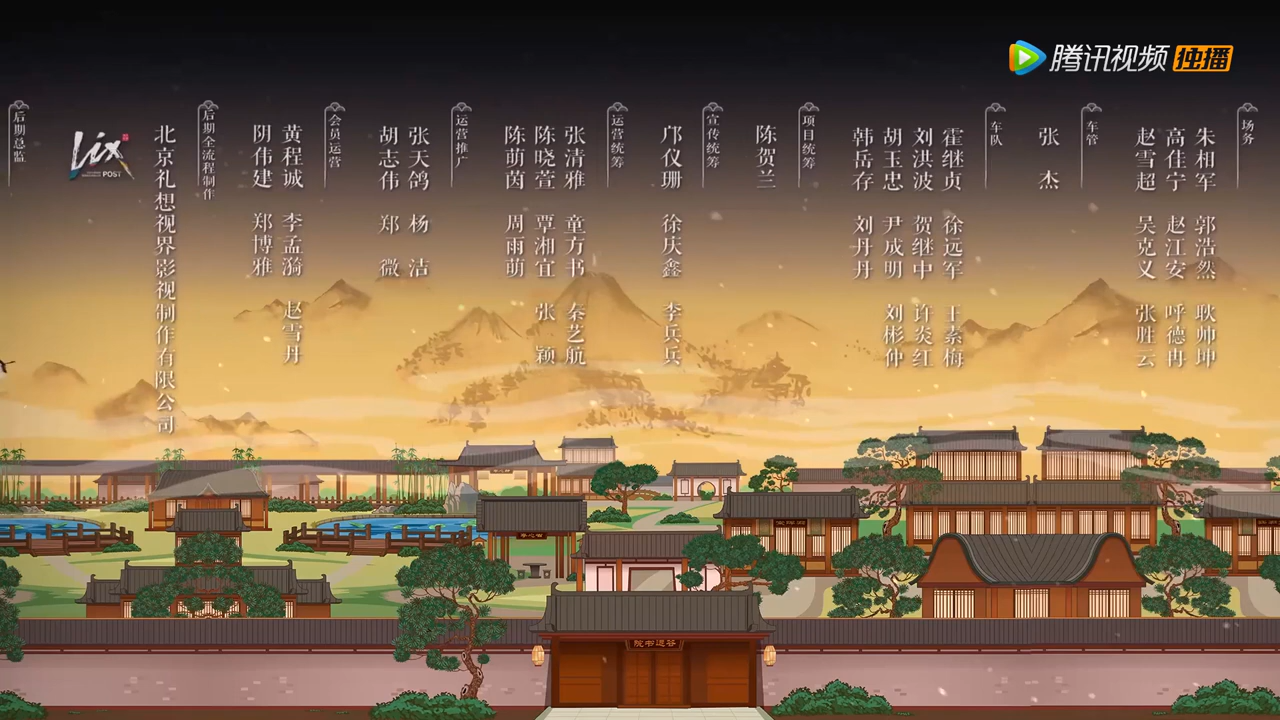 腾讯视频 独播
场务
朱相军 郭浩然 耿帅坤
高佳宁 赵江安 呼德冉
赵雪超 吴克义 张胜云
车管
张 杰
车队
霍继贞 徐远军 王素梅
刘洪波 贺继中 许炎红
胡玉忠 尹成明 刘彬仲
韩岳存 刘丹丹
项目统筹
陈贺兰
宣传统筹
邝仪珊 徐庆鑫 李兵兵
运营统筹
张清雅 童方书 秦艺航
陈晓萱 覃湘宜 张 颖
陈萌茵 周雨萌
运营推广
张天鸽 杨 洁
胡志伟 郑 微
会员运营
黄程诚 李孟漪 赵雪丹
阴伟建 郑博雅
后期全流程制作
北京礼想视界影视制作有限公司
Lix
POST
后期总监